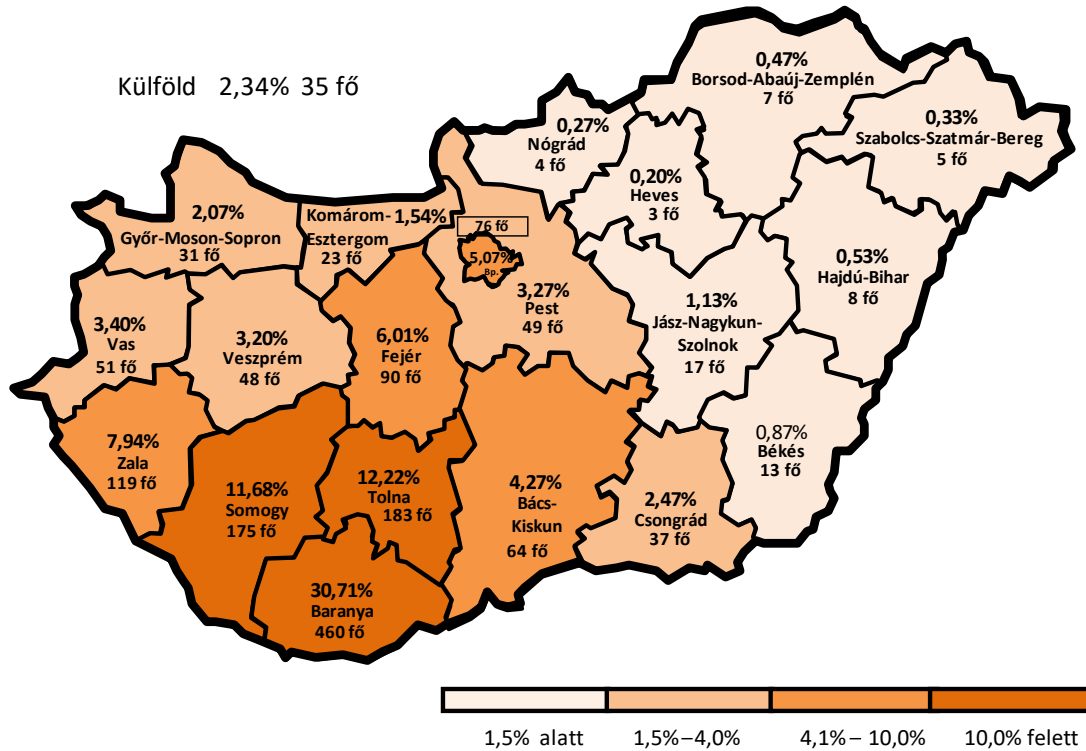 Külföld 2,34% 35 fő
0,47%
Borsod-Abaúj-Zemplén
7 fő
0,33%
Szabolcs-Szatmár-Bereg
5 fő
0,27%
Nógrád
4 fő
0,20%
Heves
3 fő
2,07%
Győr-Moson-Sopron
31 fő
Komárom-1,54%
Esztergom
23 fő
76 fő
5,07%
Bp.
3,27%
Pest
49 fő
1,13%
Jász-Nagykun-
Szolnok
17 fő
0,53%
Hajdú-Bihar
8 fő
3,40%
Vas
51 fő
3,20%
Veszprém
48 fő
6,01%
Fejér
90 fő
7,94%
Zala
119 fő
11,68%
Somogy
175 fő
12,22%
Tolna
183 fő
4,27%
Bács-
Kiskun
64 fő
2,47%
Csongrád
37 fő
0,87%
Békés
13 fő
30,71%
Baranya
460 fő
1,5% alatt 1,5%–4,0% 4,1%– 10,0% 10,0% felett